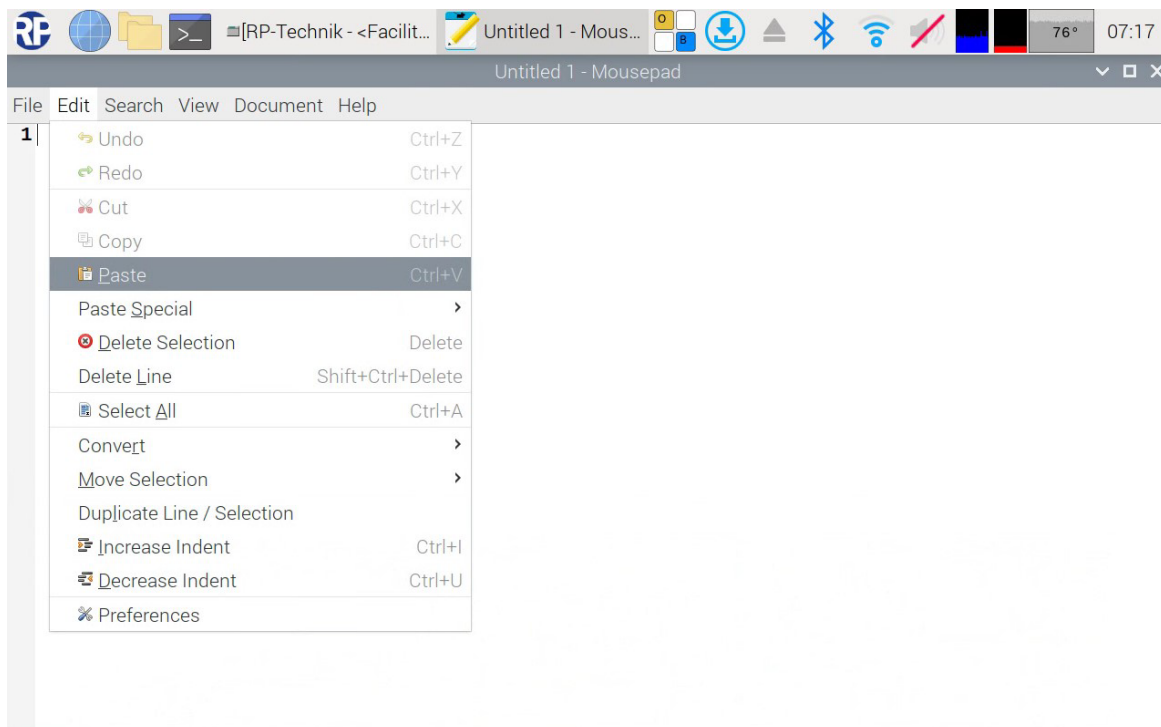 RP >_ [RP-Technik - <Facilit... Untitled 1 - Mous... O B 76° 07:17
Untitled 1 - Mousepad
File Edit Search View Document Help
1
Undo Ctrl+Z
Redo Ctrl+Y
Cut Ctrl+X
Copy Ctrl+C
Paste Ctrl+V
Paste Special
Delete Selection Delete
Delete Line Shift+Ctrl+Delete
Select All Ctrl+A
Convert
Move Selection
Duplicate Line / Selection
Increase Indent Ctrl+I
Decrease Indent Ctrl+U
Preferences